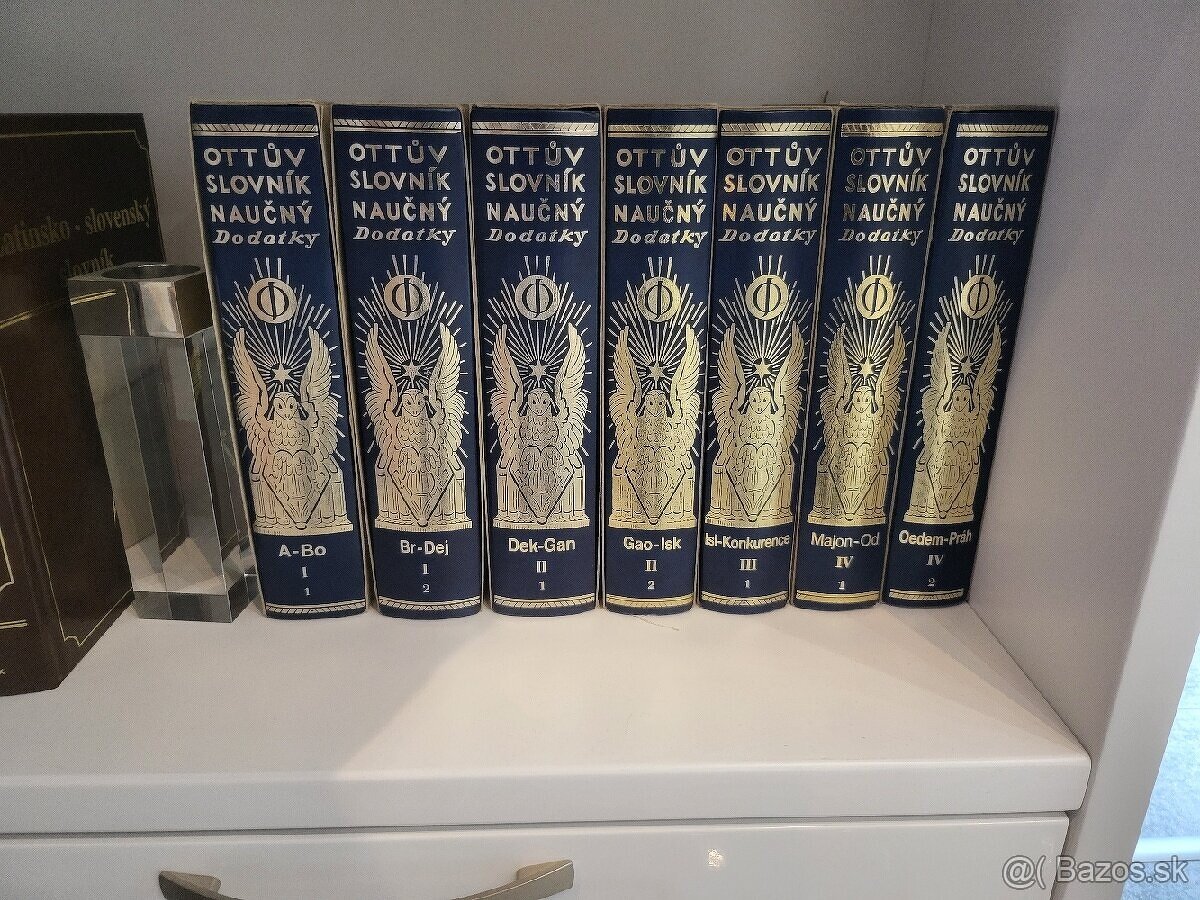 Latinsko - slovenský
slovník
OTTŮV
SLOVNÍK
NAUČNÝ
Dodatky
A-Bo
I
1
OTTŮV
SLOVNÍK
NAUČNÝ
Dodatky
Br-Dej
I
2
OTTŮV
SLOVNÍK
NAUČNÝ
Dodatky
Dek-Gan
II
1
OTTŮV
SLOVNÍK
NAUČNÝ
Dodatky
Gao-Isk
II
2
OTTŮV
SLOVNÍK
NAUČNÝ
Dodatky
Isl-Konkurence
III
1
OTTŮV
SLOVNÍK
NAUČNÝ
Dodatky
Majon-Od
IV
1
OTTŮV
SLOVNÍK
NAUČNÝ
Dodatky
Oedem-Práh
IV
2
@( Bazos.sk